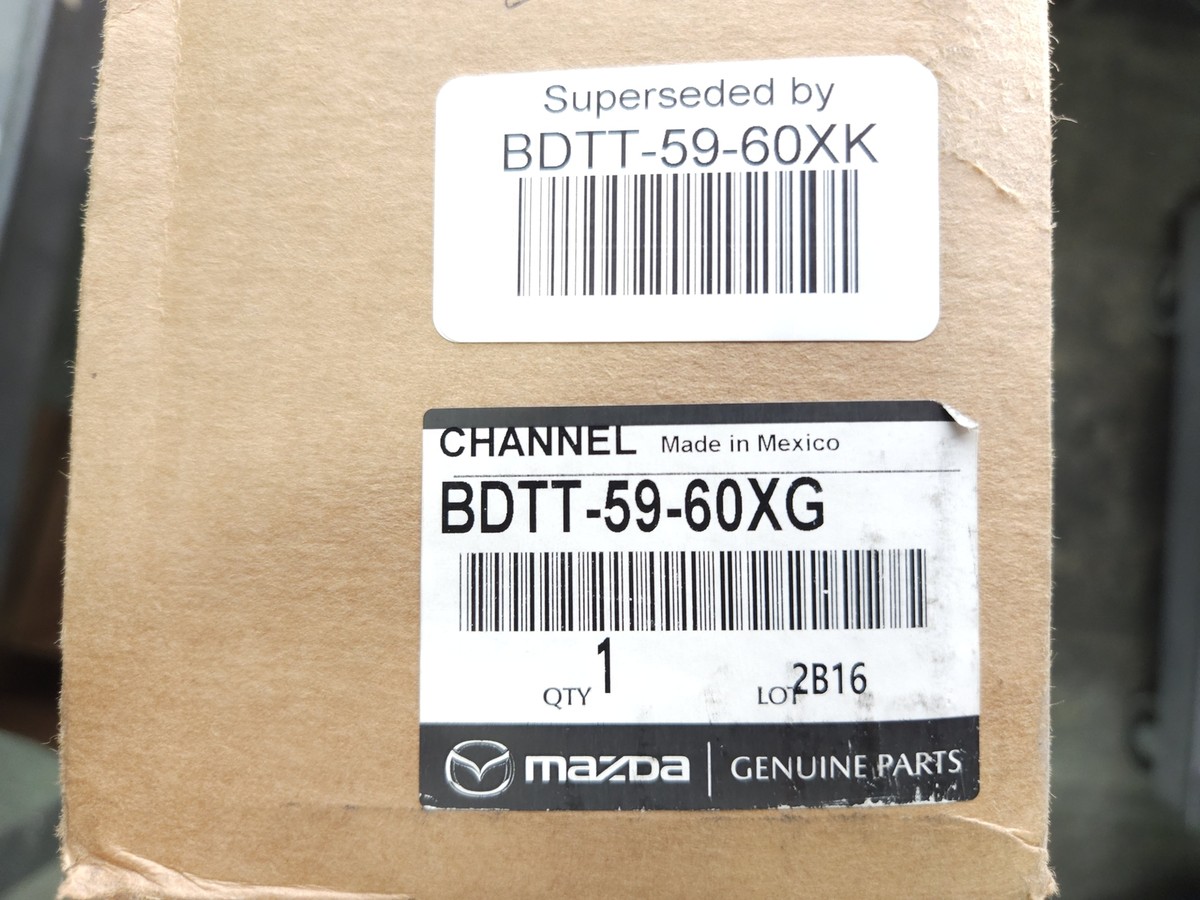 Superseded by
BDTT-59-60XK
CHANNEL Made in Mexico
BDTT-59-60XG
QTY 1 LOT 2B16
mazda GENUINE PARTS